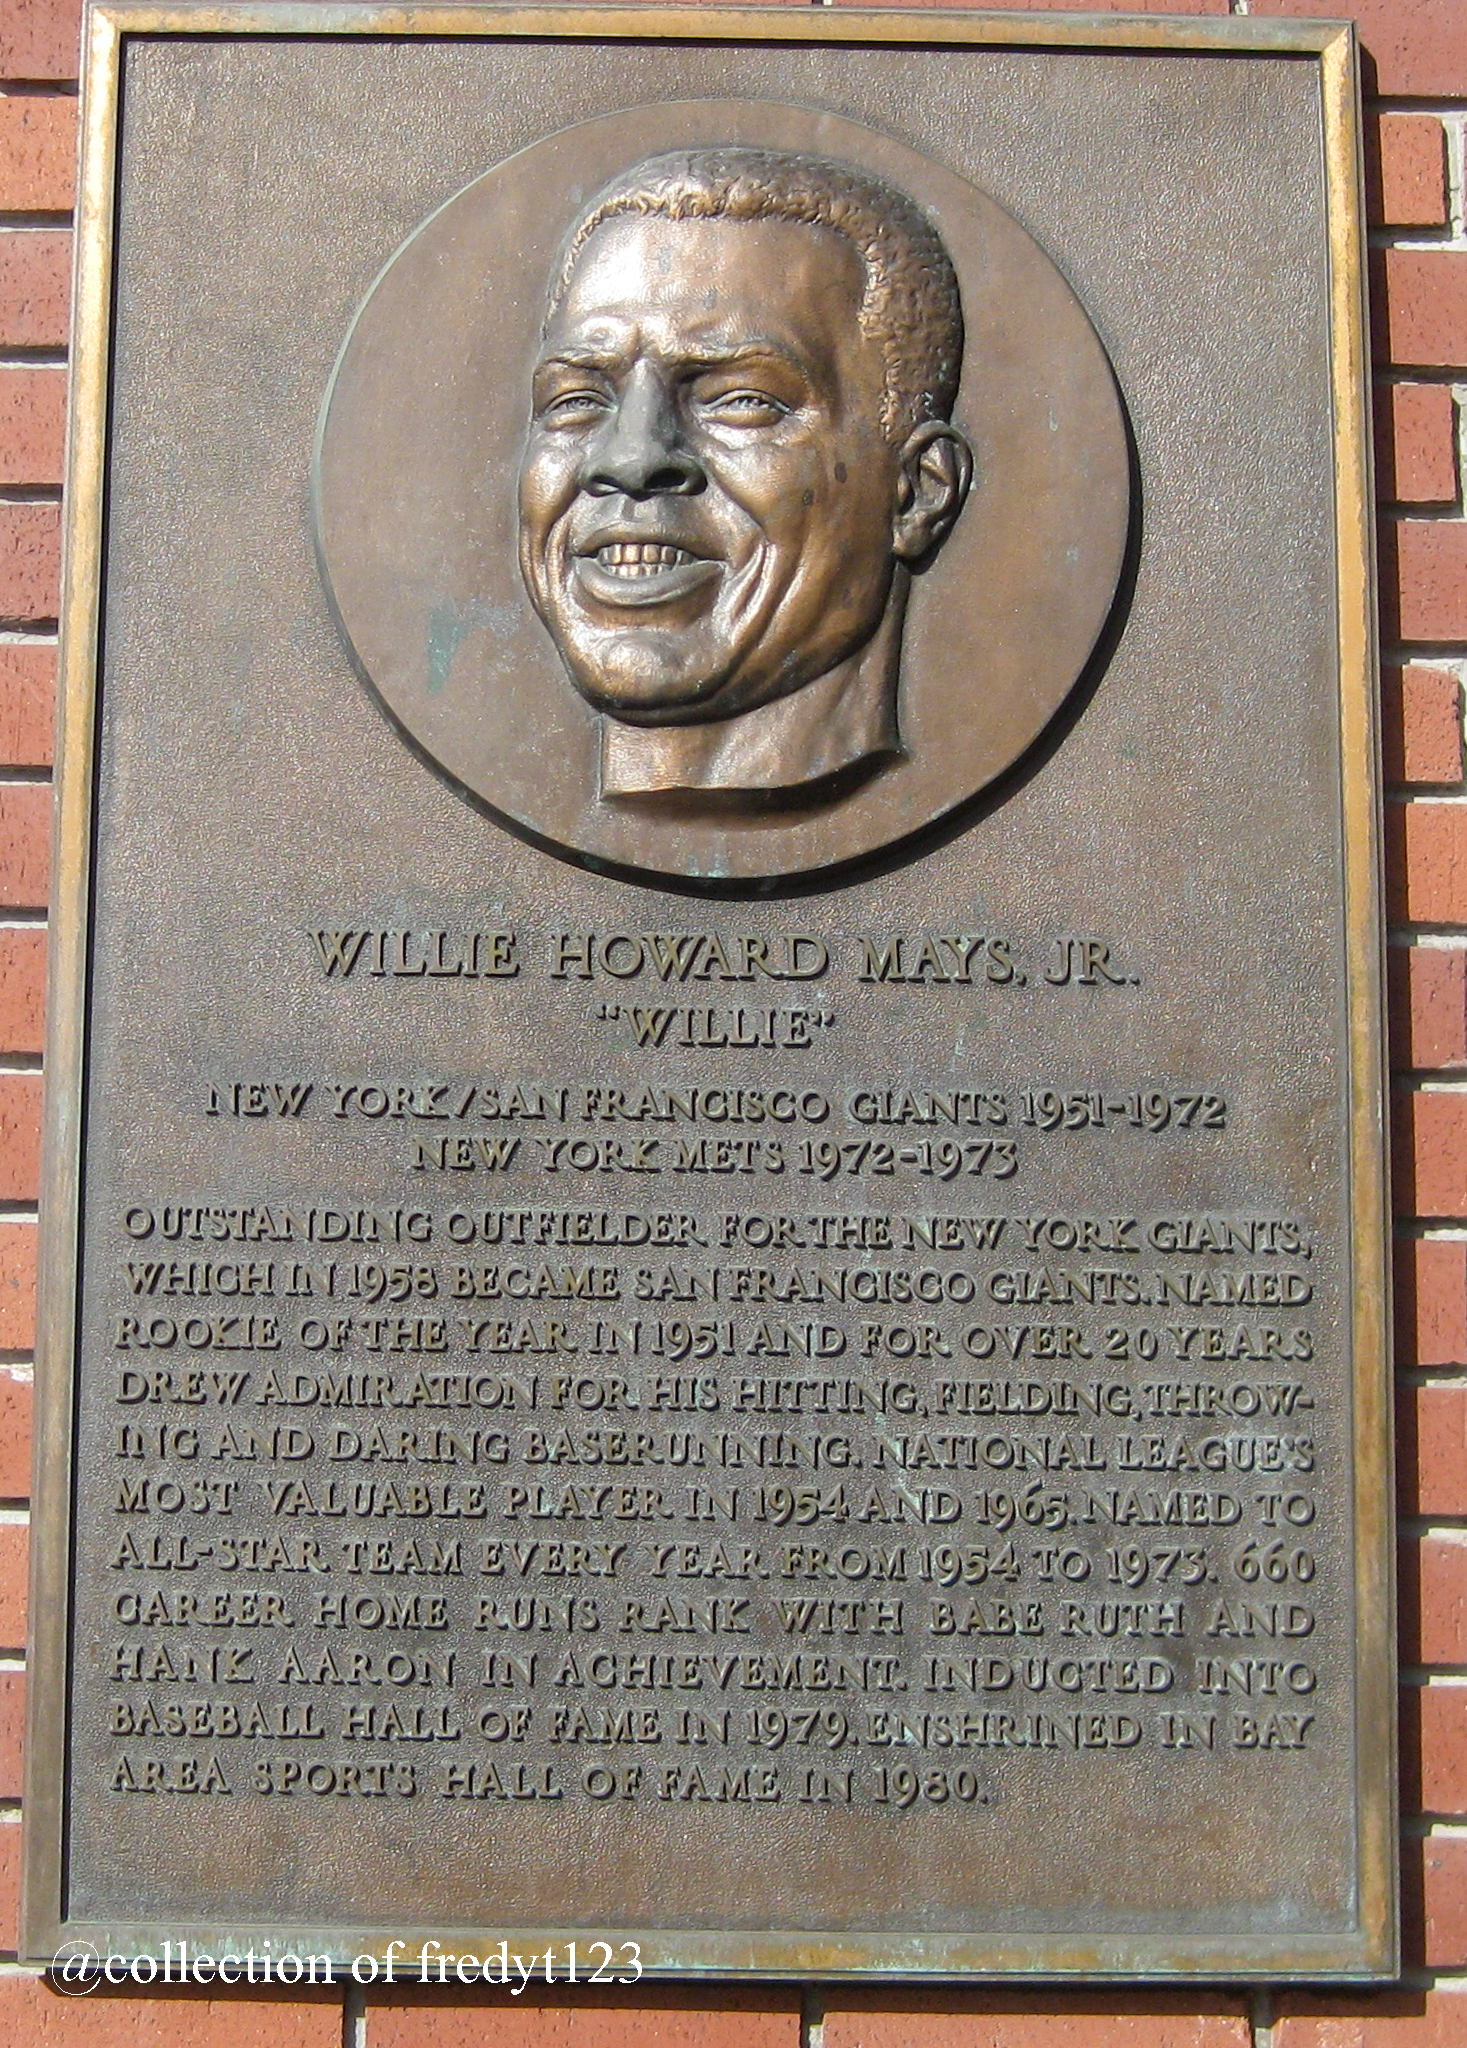 WILLIE HOWARD MAYS, JR.
"WILLIE"
NEW YORK/SAN FRANCISCO GIANTS 1951-1972
NEW YORK METS 1972-1973
OUTSTANDING OUTFIELDER FOR THE NEW YORK GIANTS,
WHICH IN 1958 BECAME SAN FRANCISCO GIANTS. NAMED
ROOKIE OF THE YEAR IN 1951 AND FOR OVER 20 YEARS
DREW ADMIRATION FOR HIS HITTING, FIELDING, THROW-
ING AND DARING BASERUNNING. NATIONAL LEAGUE'S
MOST VALUABLE PLAYER IN 1954 AND 1965. NAMED TO
ALL-STAR TEAM EVERY YEAR FROM 1954 TO 1973. 660
CAREER HOME RUNS RANK WITH BABE RUTH AND
HANK AARON IN ACHIEVEMENT. INDUCTED INTO
BASEBALL HALL OF FAME IN 1979. ENSHRINED IN BAY
AREA SPORTS HALL OF FAME IN 1980.
@collection of fredyt123